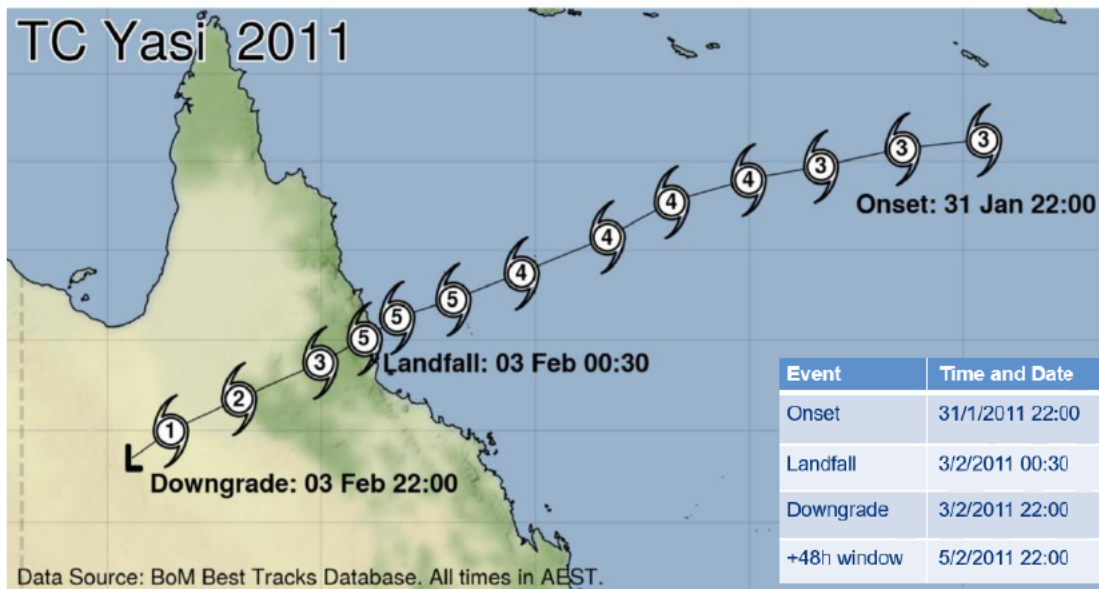 TC Yasi 2011
3
3
3
4
4
4
4
5
5
5
3
2
1
L
Onset: 31 Jan 22:00
Landfall: 03 Feb 00:30
Downgrade: 03 Feb 22:00
Event Time and Date
Onset 31/1/2011 22:00
Landfall 3/2/2011 00:30
Downgrade 3/2/2011 22:00
+48h window 5/2/2011 22:00
Data Source: BoM Best Tracks Database. All times in AEST.